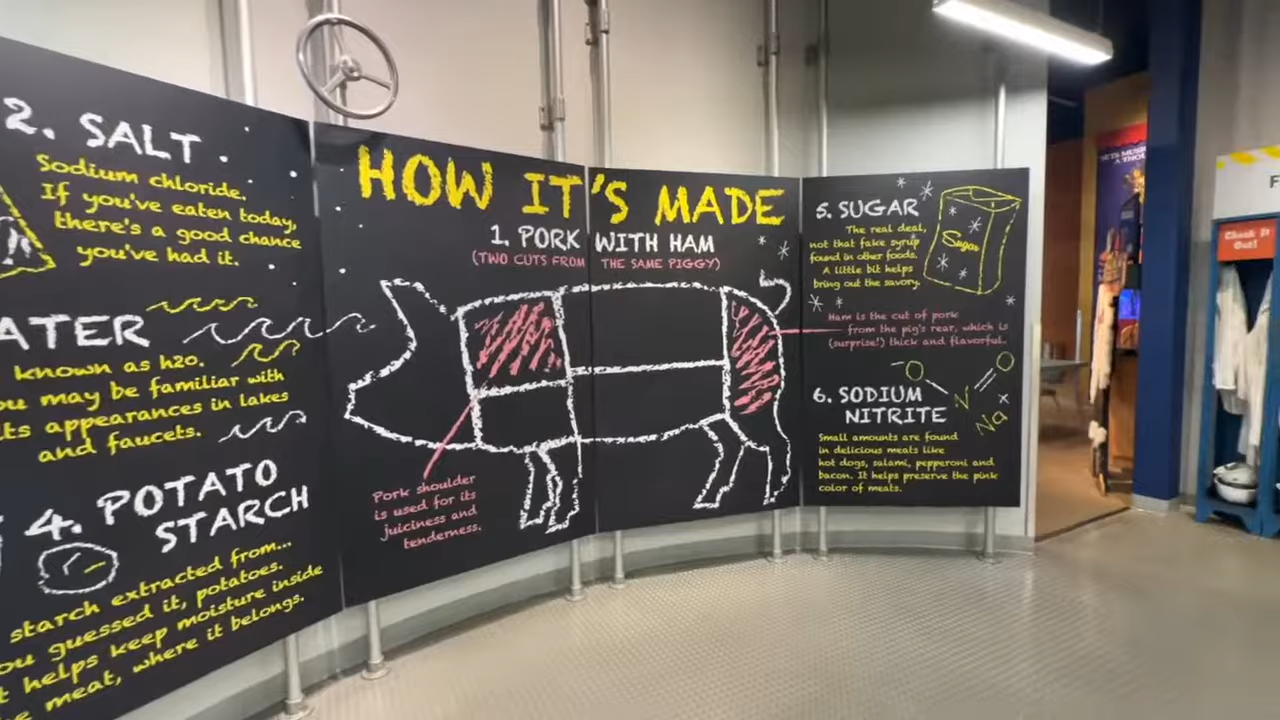 2. SALT
Sodium chloride.
If you've eaten today,
there's a good chance
you've had it.
ATER
known as h2o.
ou may be familiar with
its appearances in lakes
and faucets.
4. POTATO
STARCH
starch extracted from...
ou guessed it, potatoes.
t helps keep moisture inside
e meat, where it belongs.
HOW IT'S MADE
1. PORK WITH HAM
(TWO CUTS FROM THE SAME PIGGY)
Pork shoulder
is used for its
juiciness and
tenderness.
5. SUGAR
The real deal,
not that fake syrup
found in other foods.
A little bit helps
bring out the savory.
Sugar
Ham is the cut of pork
from the pig's rear, which is
(surprise!) thick and flavorful.
6. SODIUM
NITRITE
O
O
N
Na
Small amounts are found
in delicious meats like
hot dogs, salami, pepperoni and
bacon. It helps preserve the pink
color of meats.
F
Check It
Out!